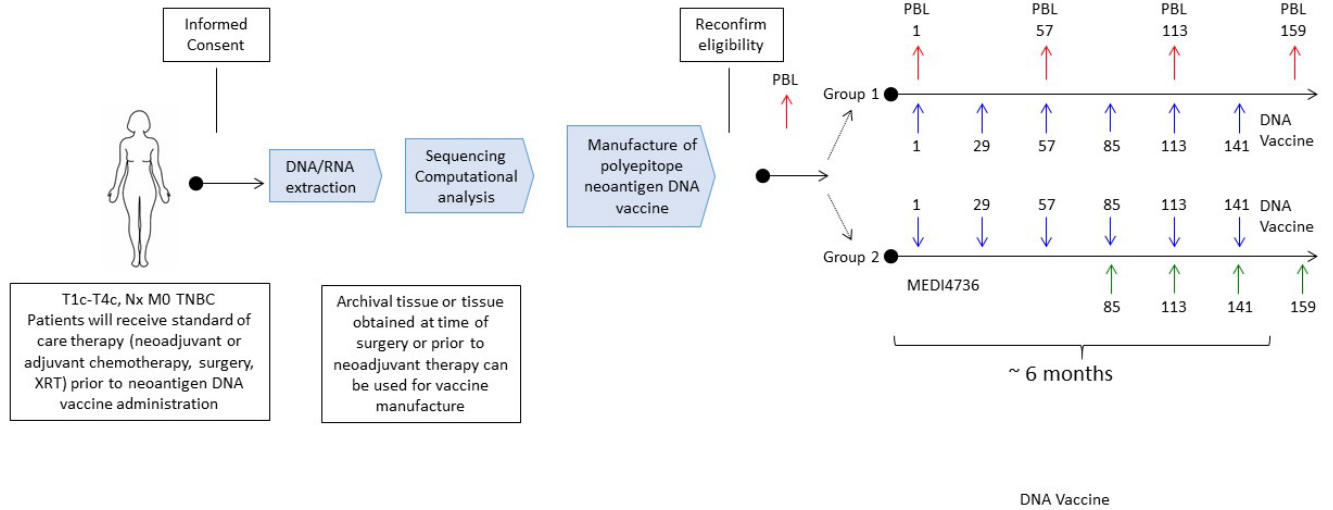 Informed
Consent
DNA/RNA
extraction
Sequencing
Computational
analysis
Manufacture of
polyepitope
neoantigen DNA
vaccine
Reconfirm
eligibility
PBL
T1c-T4c, Nx M0 TNBC
Patients will receive standard of
care therapy (neoadjuvant or
adjuvant chemotherapy, surgery,
XRT) prior to neoantigen DNA
vaccine administration
Archival tissue or tissue
obtained at time of
surgery or prior to
neoadjuvant therapy can
be used for vaccine
manufacture
PBL PBL PBL PBL
1 57 113 159
Group 1
1 29 57 85 113 141
DNA
Vaccine
1 29 57 85 113 141
DNA
Vaccine
Group 2
MEDI4736
85 113 141 159
~ 6 months
DNA Vaccine